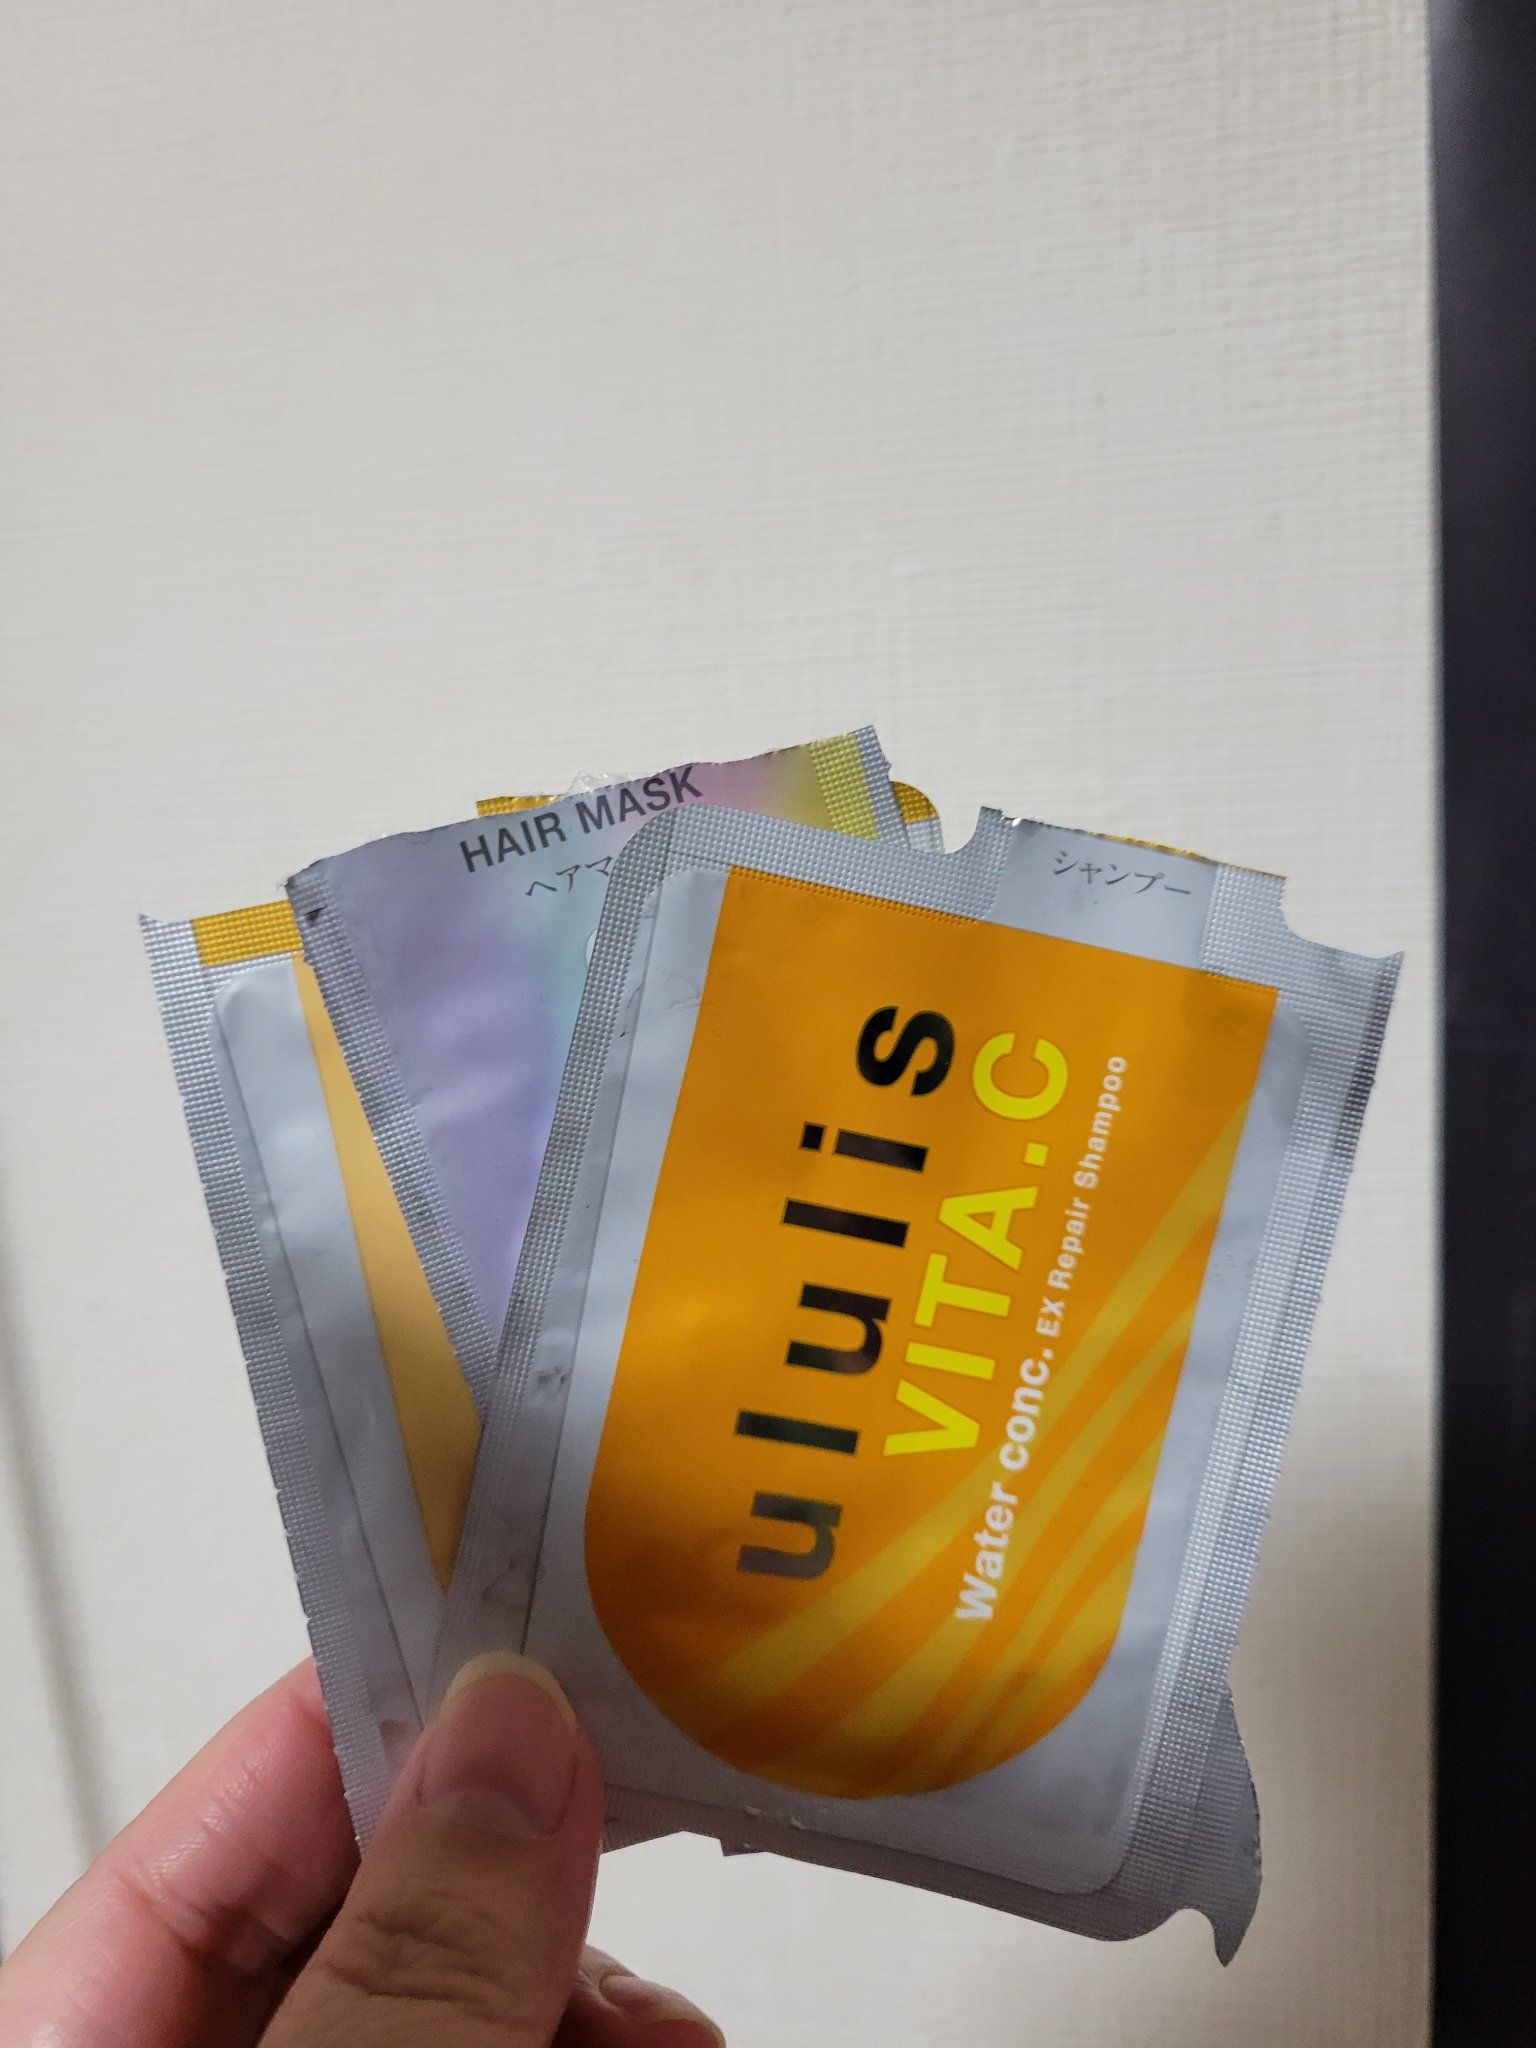 HAIR MASK
ヘアマ
シャンプー
ululis
VITA.C
Water conc. EX Repair Shampoo